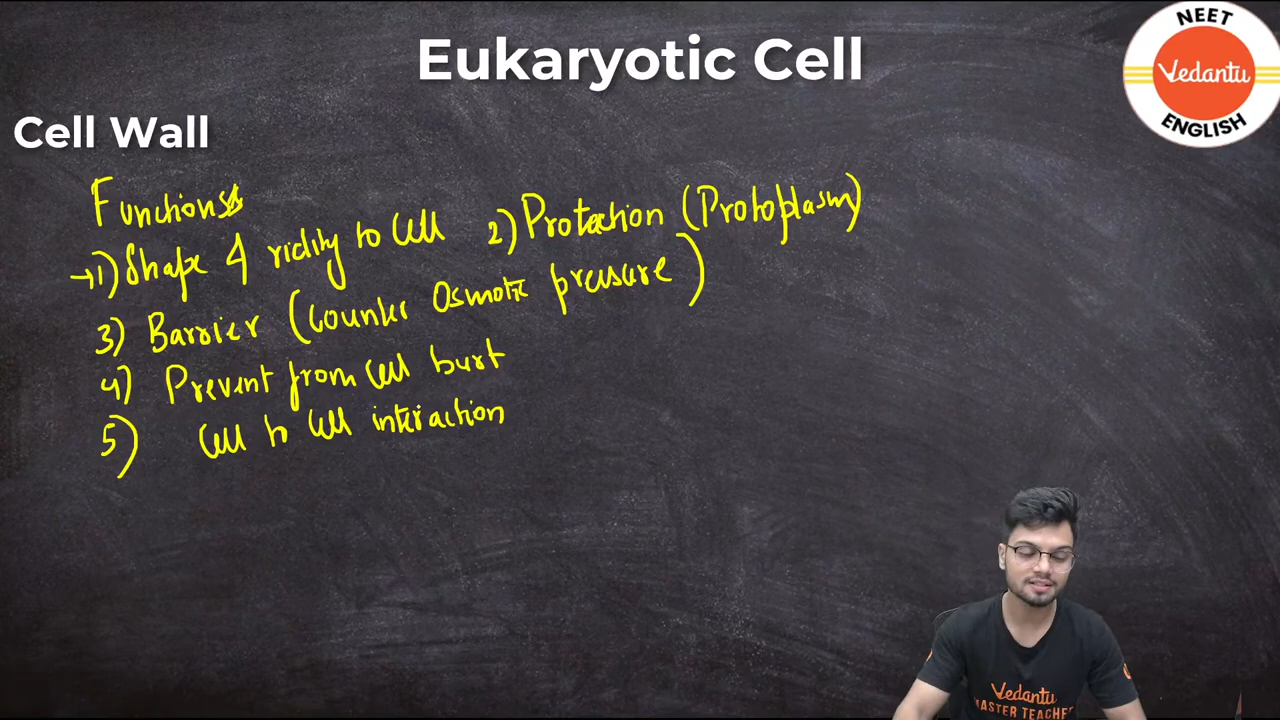 Eukaryotic Cell
NEET
Vedantu
ENGLISH
Cell Wall
Functions
→1) Shape & ridity to Cell 2) Protection (Protoplasm)
3) Barrier (Counter Osmotic pressure)
4) Prevent from Cell burt
5) Cell to Cell interaction
Vedantu
MASTER TEACHER